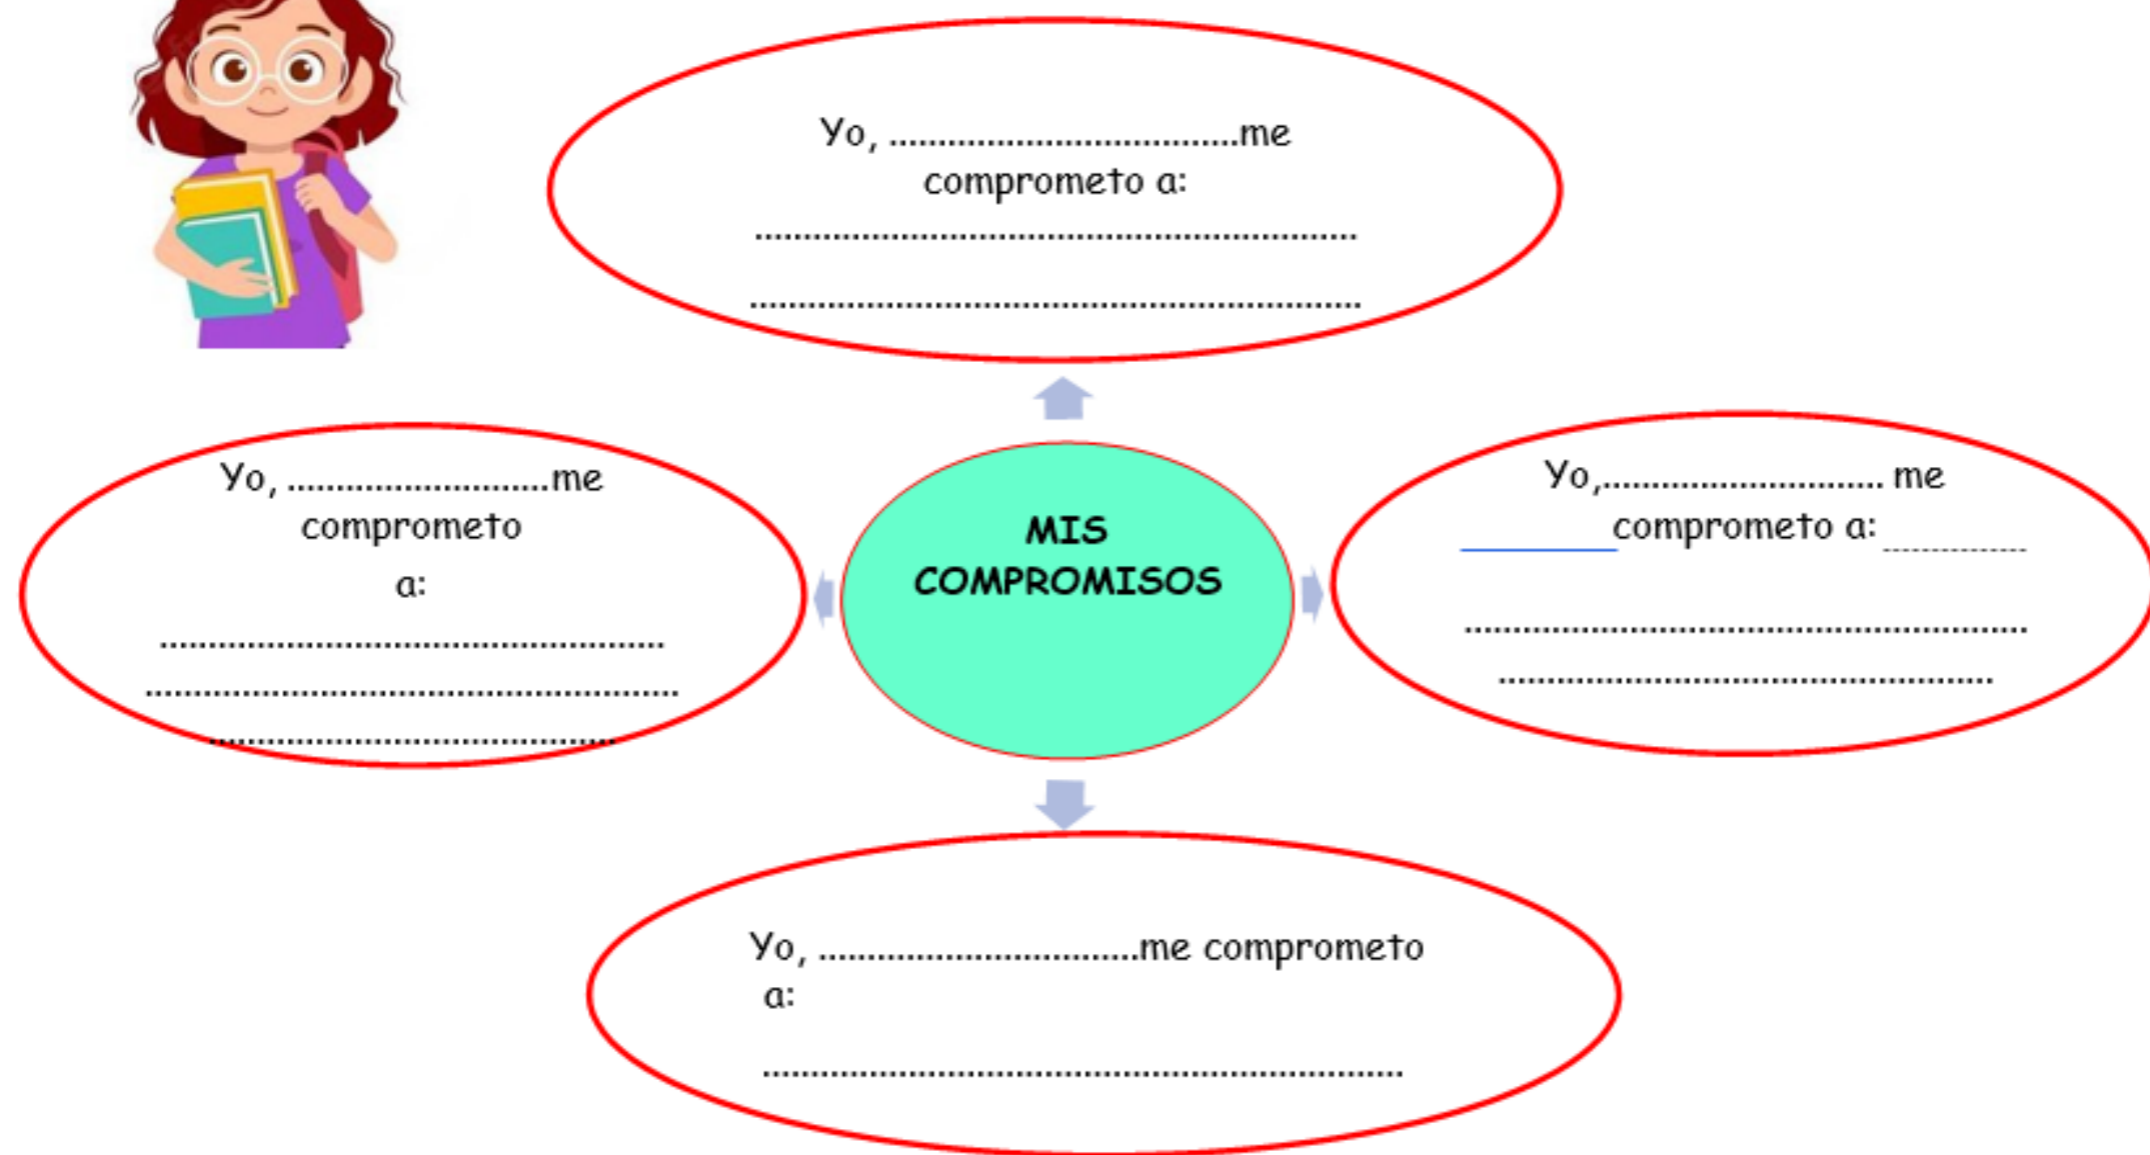 Yo, ....................................me
comprometo a:
..............................................................
...............................................................
Yo, ...........................me
comprometo
a:
....................................................
.......................................................
..........................................
MIS
COMPROMISOS
Yo,............................. me
comprometo a: ...............
..........................................................
...................................................
Yo, .................................me comprometo
a:
..................................................................